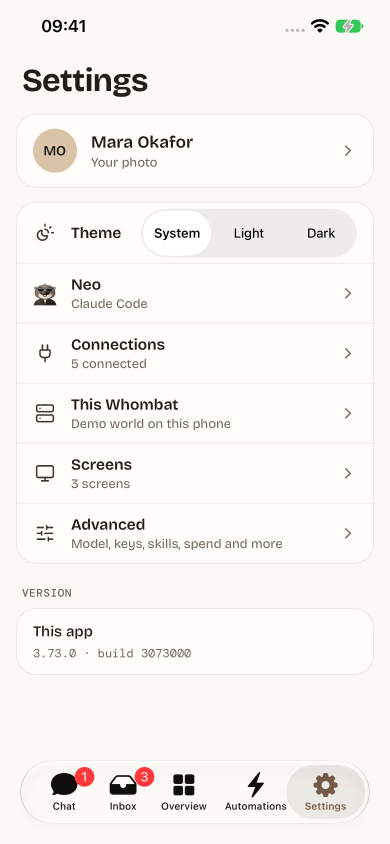 09:41
Settings
MO
Mara Okafor
Your photo
Theme
System
Light
Dark
Neo
Claude Code
Connections
5 connected
This Whombat
Demo world on this phone
Screens
3 screens
Advanced
Model, keys, skills, spend and more
VERSION
This app
3.73.0 · build 3073000
1
3
Chat
Inbox
Overview
Automations
Settings